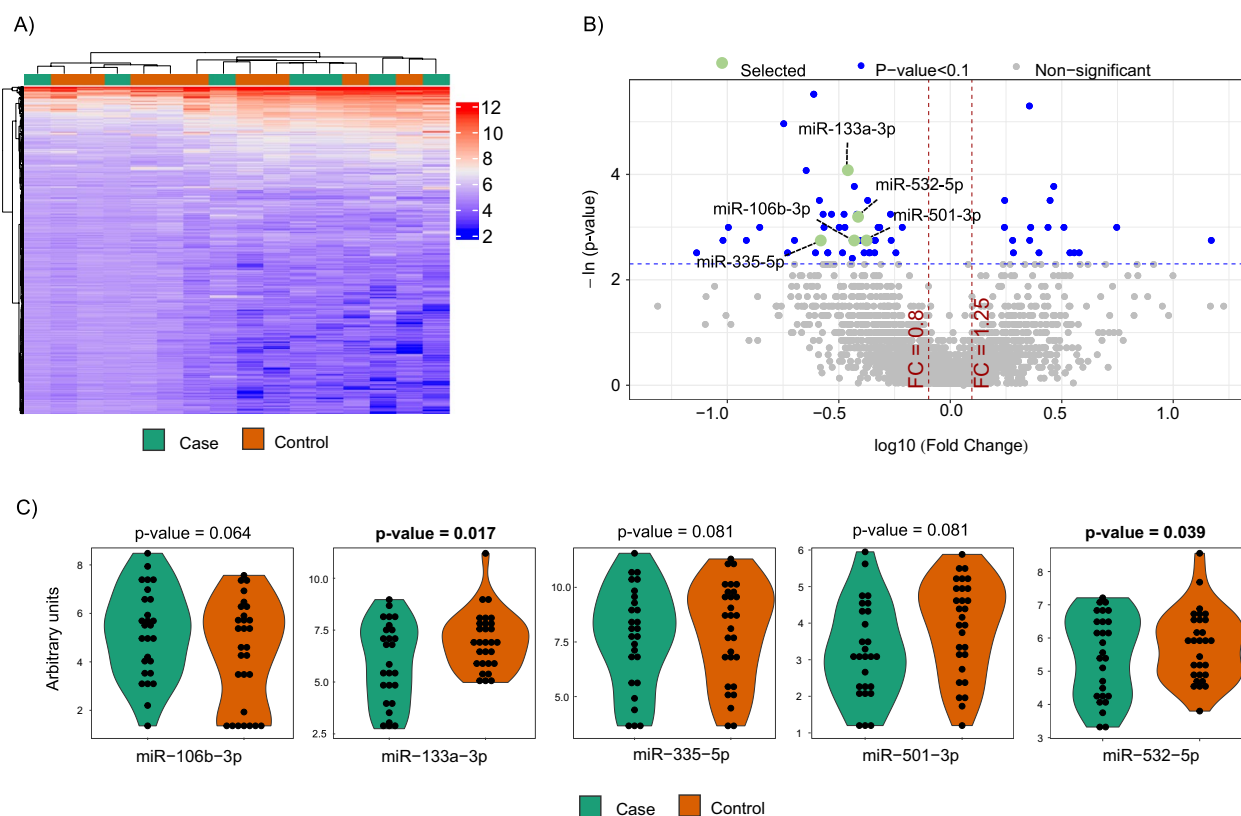 A)
12
10
8
6
4
2
Case
Control
B)
Selected
P−value<0.1
Non−significant
− ln (p−value)
4
2
0
miR−133a−3p
miR−532−5p
miR−106b−3p
miR−501−3p
miR−335−5p
FC = 0.8
FC = 1.25
−1.0
−0.5
0.0
0.5
1.0
log10 (Fold Change)
C)
Arbitrary units
p-value = 0.064
8
6
4
2
miR−106b−3p
p-value = 0.017
10.0
7.5
5.0
2.5
miR−133a−3p
p-value = 0.081
10.0
7.5
5.0
miR−335−5p
p-value = 0.081
6
5
4
3
2
1
miR−501−3p
p-value = 0.039
8
7
6
5
4
3
miR−532−5p
Case
Control